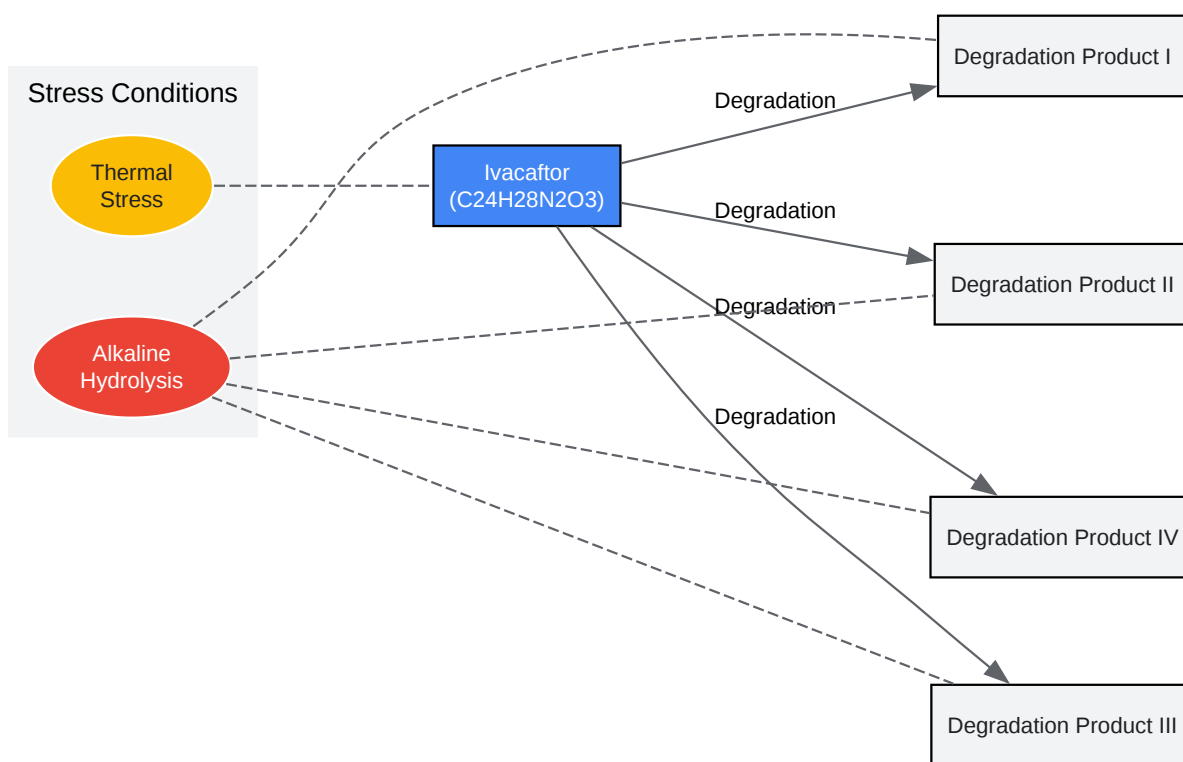 Stress Conditions
Thermal
Stress
Alkaline
Hydrolysis
Ivacaftor
(C24H28N2O3)
Degradation
Degradation
Degradation
Degradation
Degradation Product I
Degradation Product II
Degradation Product IV
Degradation Product III